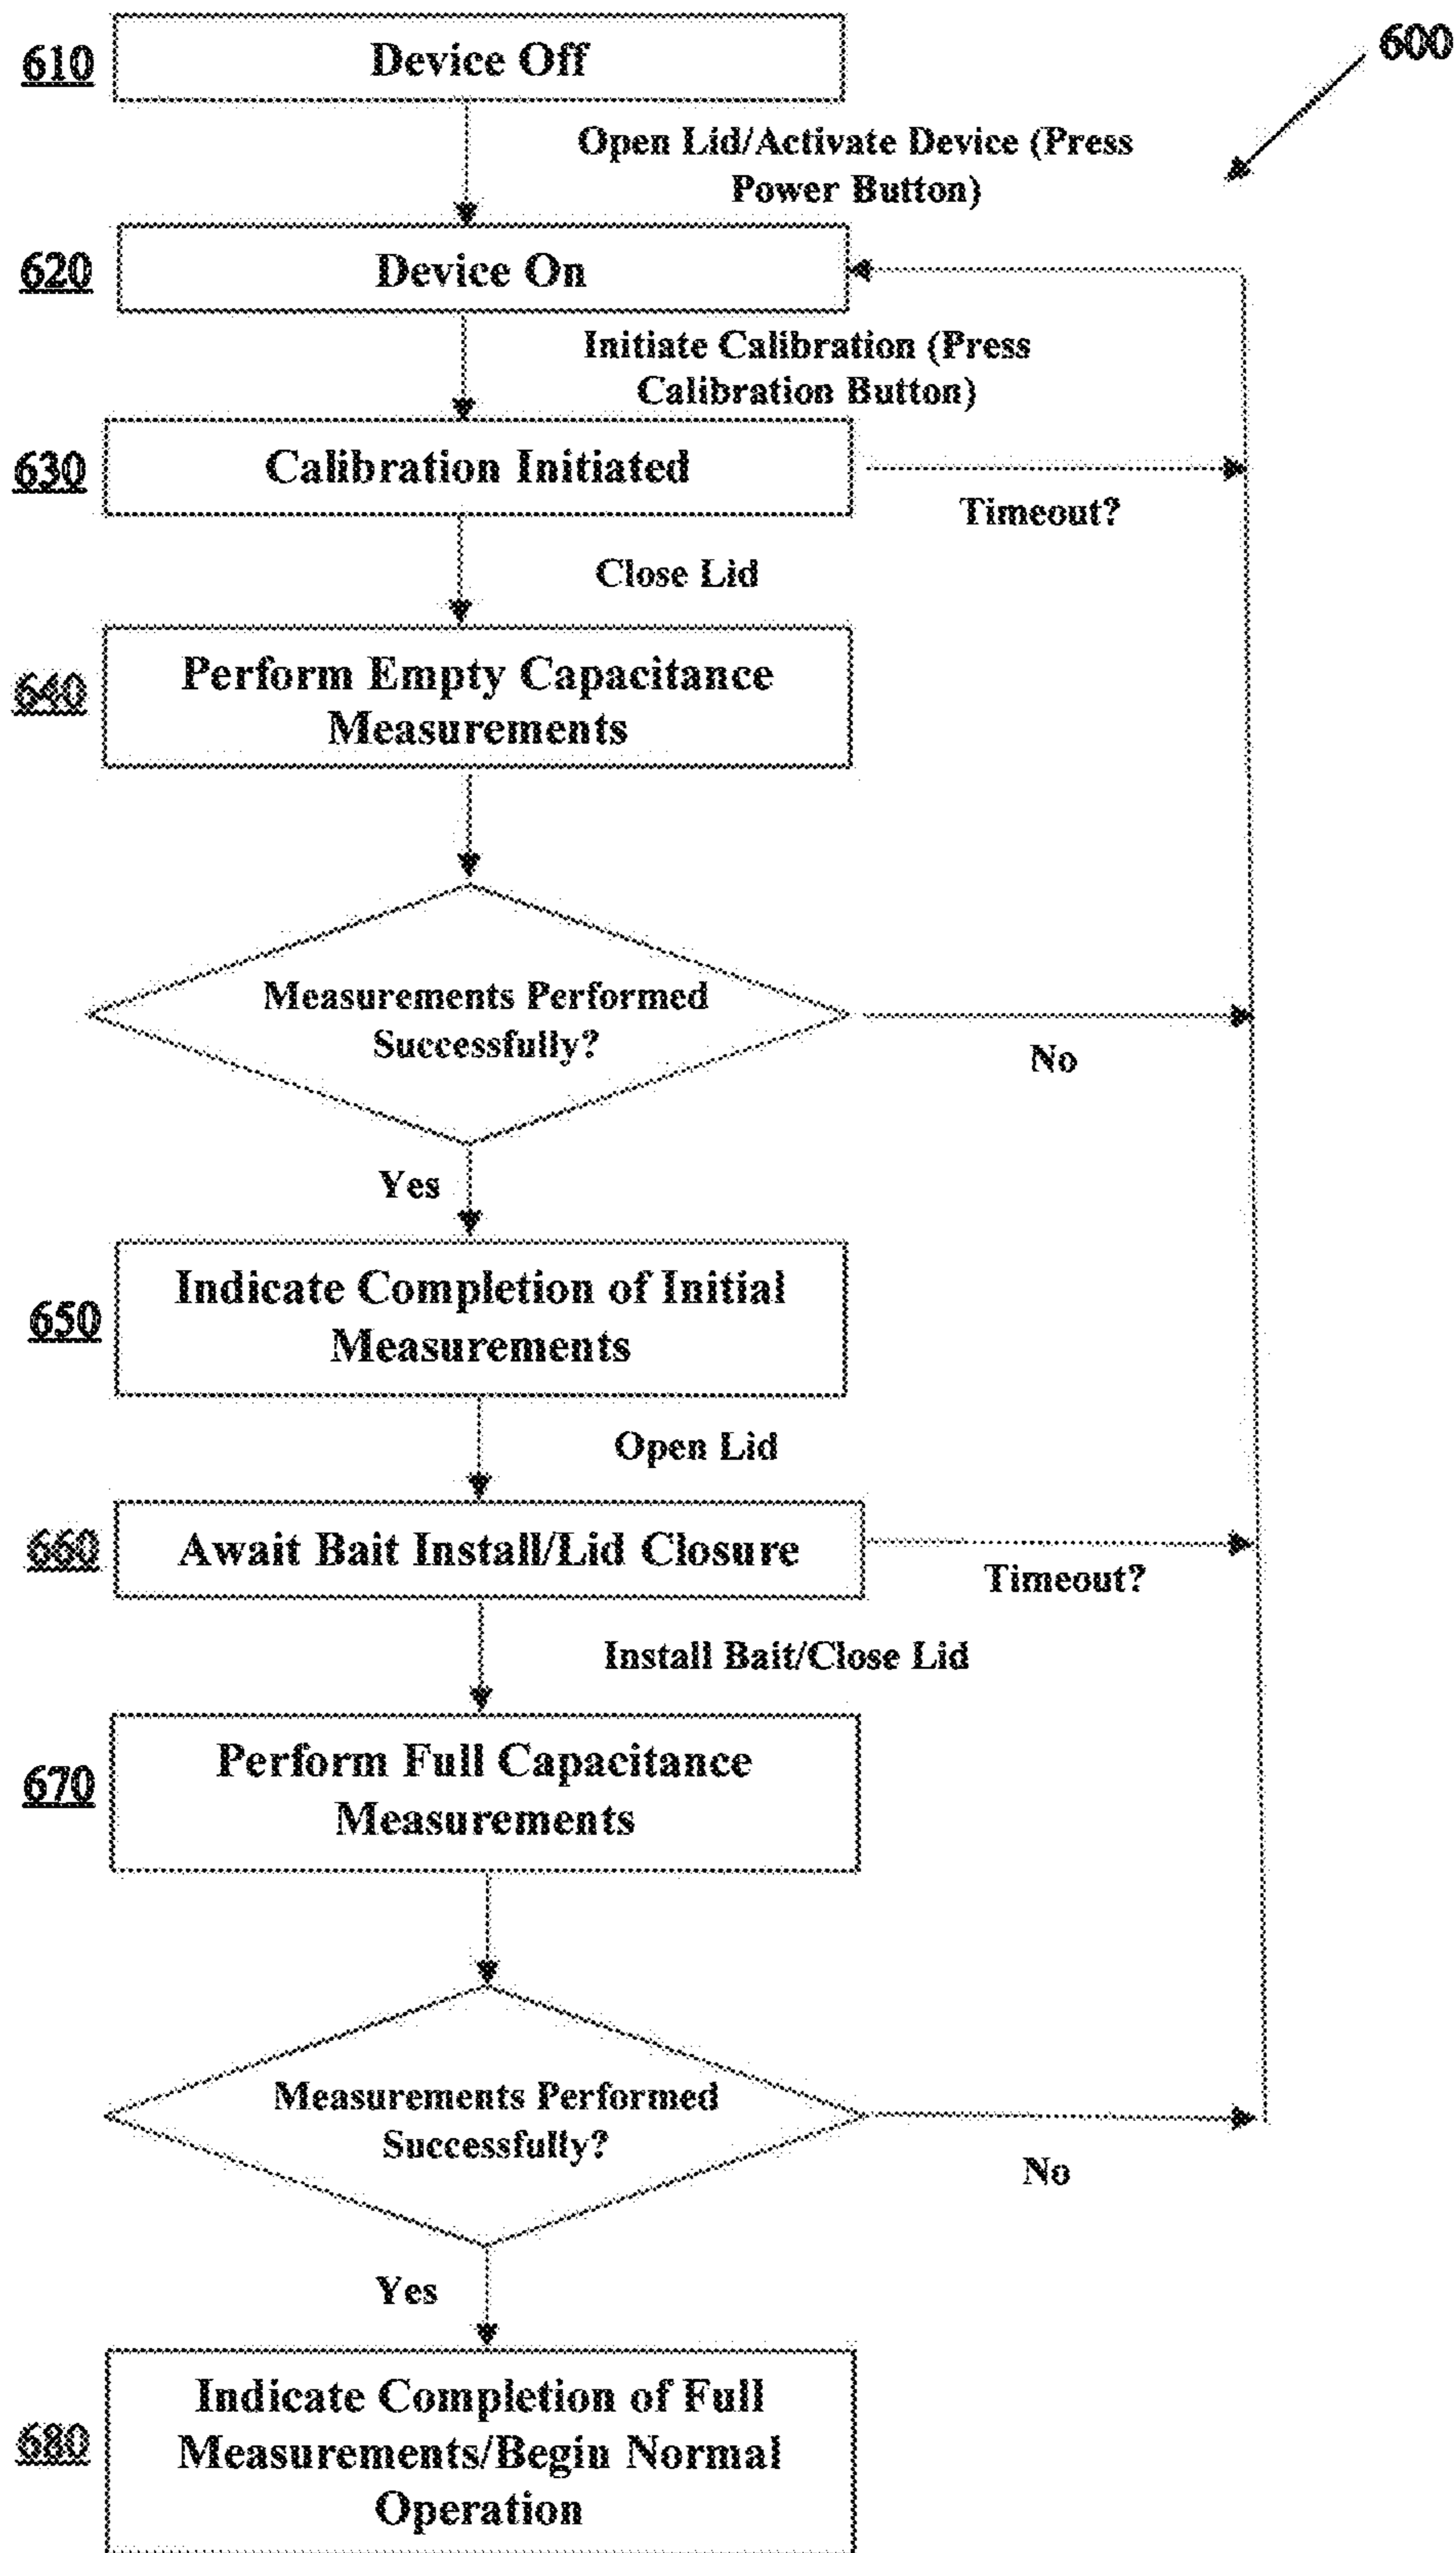 600
610
Device Off
Open Lid/Activate Device (Press
Power Button)
620
Device On
Initiate Calibration (Press
Calibration Button)
630
Calibration Initiated
Timeout?
Close Lid
640
Perform Empty Capacitance
Measurements
Measurements Performed
Successfully?
No
Yes
650
Indicate Completion of Initial
Measurements
Open Lid
660
Await Bait Install/Lid Closure
Timeout?
Install Bait/Close Lid
670
Perform Full Capacitance
Measurements
Measurements Performed
Successfully?
No
Yes
680
Indicate Completion of Full
Measurements/Begin Normal
Operation